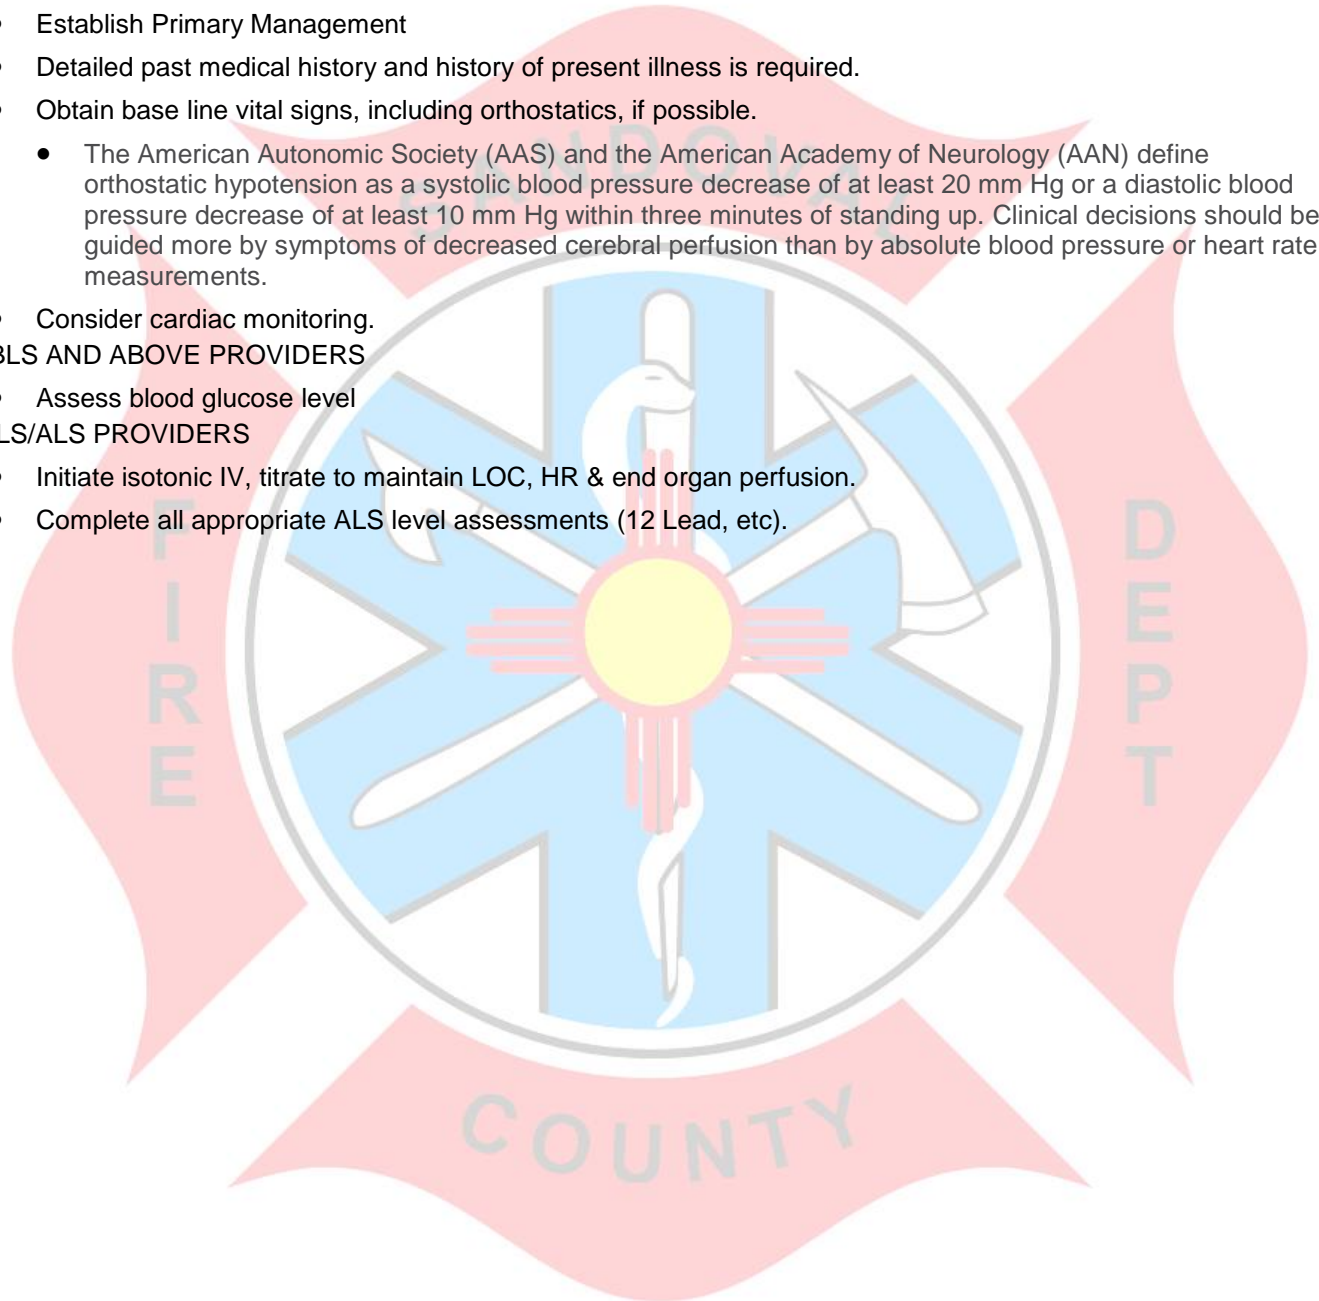 • Establish Primary Management
• Detailed past medical history and history of present illness is required.
• Obtain base line vital signs, including orthostatics, if possible.
• The American Autonomic Society (AAS) and the American Academy of Neurology (AAN) define
orthostatic hypotension as a systolic blood pressure decrease of at least 20 mm Hg or a diastolic blood
pressure decrease of at least 10 mm Hg within three minutes of standing up. Clinical decisions should be
guided more by symptoms of decreased cerebral perfusion than by absolute blood pressure or heart rate
measurements.
• Consider cardiac monitoring.
BLS AND ABOVE PROVIDERS
• Assess blood glucose level
LS/ALS PROVIDERS
• Initiate isotonic IV, titrate to maintain LOC, HR & end organ perfusion.
• Complete all appropriate ALS level assessments (12 Lead, etc).
SANDOVAL
FIRE
DEPT
COUNTY